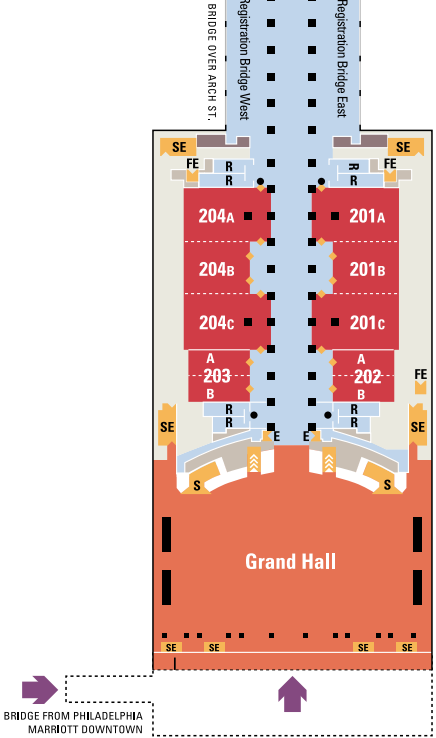 BRIDGE OVER ARCH ST.
Registration Bridge West
Registration Bridge East
SE
SE
FE
R
R
R
R
FE
204A
201A
204B
201B
204C
201C
A
203
B
A
202
B
FE
R
R
R
R
SE
E
E
SE
S
S
Grand Hall
SE
SE
SE
SE
BRIDGE FROM PHILADELPHIA
MARRIOTT DOWNTOWN